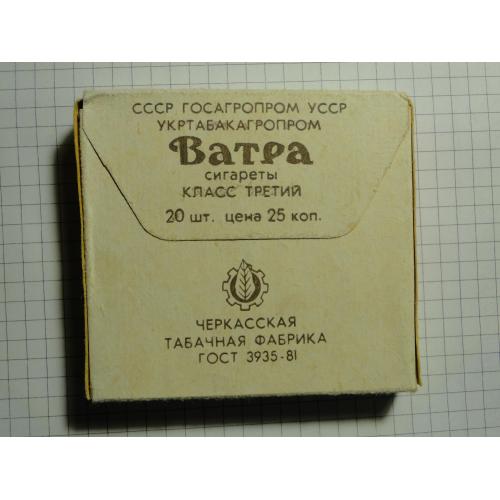 СССР ГОСАГРОПРОМ УССР
УКРТАБАКАГРОПРОМ
Ватра
сигареты
КЛАСС ТРЕТИЙ
20 шт. цена 25 коп.
ЧЕРКАССКАЯ
ТАБАЧНАЯ ФАБРИКА
ГОСТ 3935-81